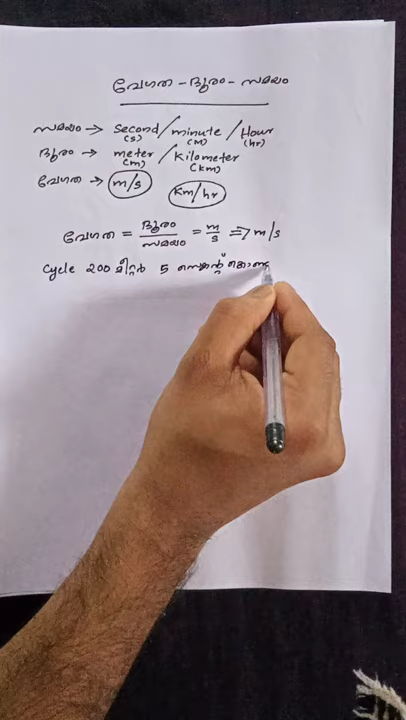 വേഗത - ദൂരം - സമയം
സമയം → second/minute/Hour
(s) (M) (hr)
ദൂരം → meter/kilometer
(m) (km)
വേഗത → m/s
Km/hr
വേഗത = ദൂരം/സമയം = m/s ⇒ m/s
Cycle 200 മീറ്റർ 5 സെക്കന്റ്